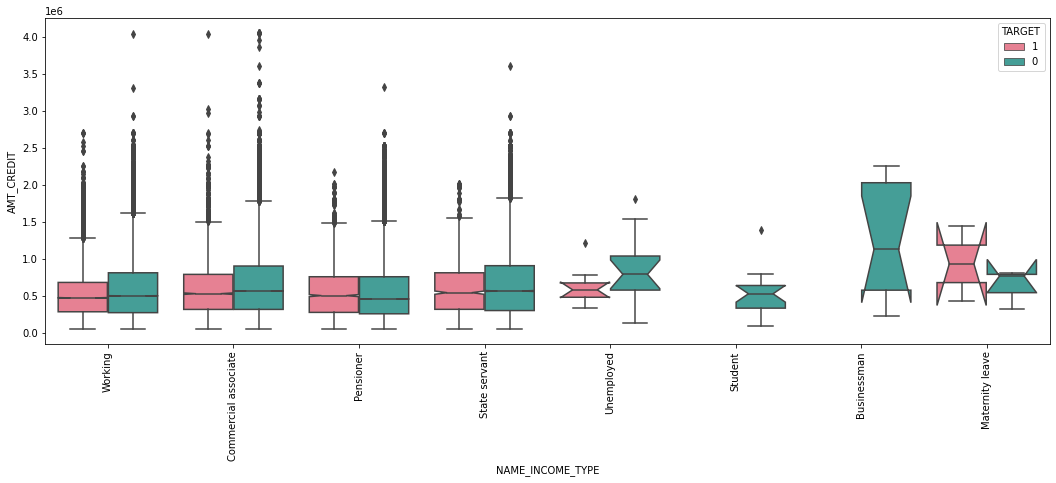 1e6
4.0
3.5
3.0
2.5
2.0
1.5
1.0
0.5
0.0
AMT_CREDIT
TARGET
1
0
Working
Commercial associate
Pensioner
State servant
Unemployed
Student
Businessman
Maternity leave
NAME_INCOME_TYPE